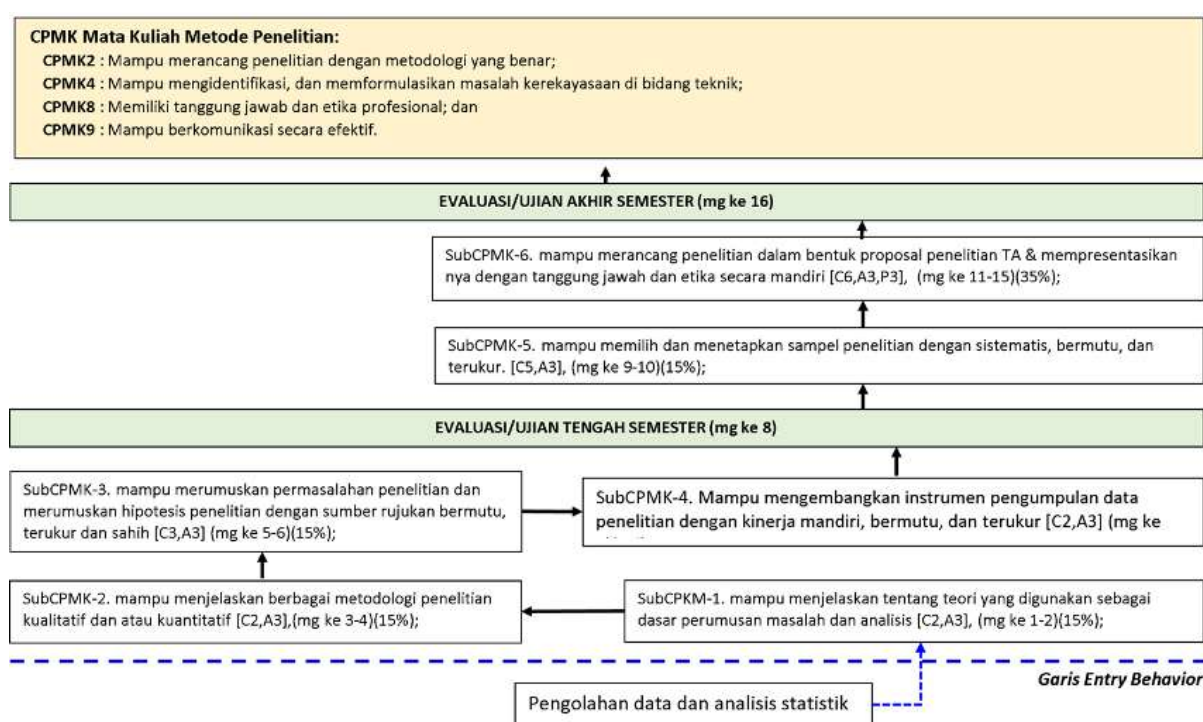 CPMK Mata Kuliah Metode Penelitian:
CPMK2 : Mampu merancang penelitian dengan metodologi yang benar;
CPMK4 : Mampu mengidentifikasi, dan memformulasikan masalah kerekayasaan di bidang teknik;
CPMK8 : Memiliki tanggung jawab dan etika profesional; dan
CPMK9 : Mampu berkomunikasi secara efektif.
EVALUASI/UJIAN AKHIR SEMESTER (mg ke 16)
SubCPMK-6. mampu merancang penelitian dalam bentuk proposal penelitian TA & mempresentasikan
nya dengan tanggung jawah dan etika secara mandiri [C6,A3,P3], (mg ke 11-15)(35%);
SubCPMK-5. mampu memilih dan menetapkan sampel penelitian dengan sistematis, bermutu, dan
terukur. [C5,A3], (mg ke 9-10)(15%);
EVALUASI/UJIAN TENGAH SEMESTER (mg ke 8)
SubCPMK-3. mampu merumuskan permasalahan penelitian dan
merumuskan hipotesis penelitian dengan sumber rujukan bermutu,
terukur dan sahih [C3,A3] (mg ke 5-6)(15%);
SubCPMK-4. Mampu mengembangkan instrumen pengumpulan data
penelitian dengan kinerja mandiri, bermutu, dan terukur [C2,A3] (mg ke
SubCPMK-2. mampu menjelaskan berbagai metodologi penelitian
kualitatif dan atau kuantitatif [C2,A3],(mg ke 3-4)(15%);
SubCPKM-1. mampu menjelaskan tentang teori yang digunakan sebagai
dasar perumusan masalah dan analisis [C2,A3], (mg ke 1-2)(15%);
Garis Entry Behavior
Pengolahan data dan analisis statistik